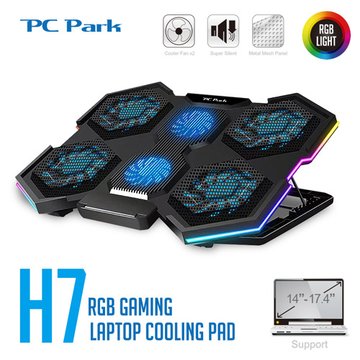 PC Park
Cooler Fan x2
Super Silent
Metal Mesh Panel
RGB
LIGHT
PC Park
H7
RGB GAMING
LAPTOP COOLING PAD
14"-17.4"
Support